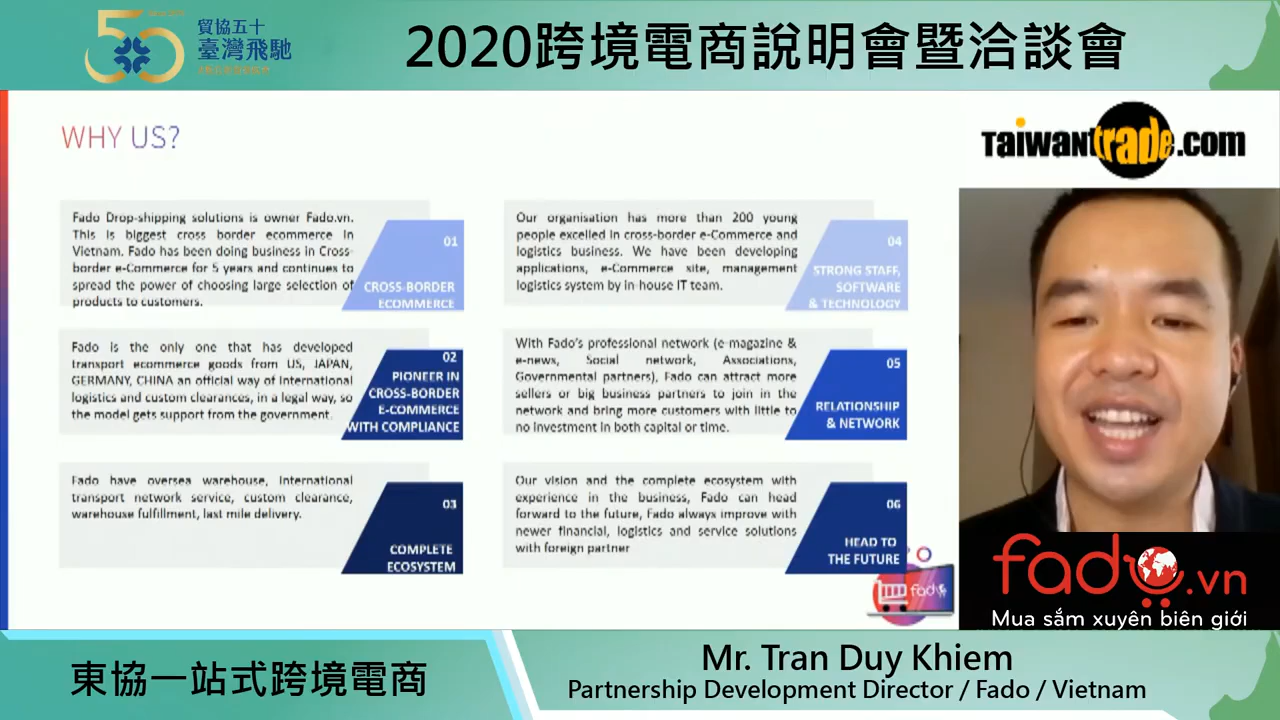 50
貿協五十
臺灣飛馳
2020跨境電商說明會暨洽談會
WHY US?
Fado Drop-shipping solutions is owner Fado.vn.
This is biggest cross border ecommerce in
Vietnam. Fado has been doing business in Cross-
border e-Commerce for 5 years and continues to
spread the power of choosing large selection of
products to customers.
01
CROSS-BORDER
ECOMMERCE
Fado is the only one that has developed
transport ecommerce goods from US, JAPAN,
GERMANY, CHINA an official way of International
logistics and custom clearances, in a legal way, so
the model gets support from the government.
02
PIONEER IN
CROSS-BORDER
E-COMMERCE
WITH COMPLIANCE
Fado have oversea warehouse, International
transport network service, custom clearance,
warehouse fulfillment, last mile delivery.
03
COMPLETE
ECOSYSTEM
Our organisation has more than 200 young
people excelled in cross-border e-Commerce and
logistics business. We have been developing
applications, e-Commerce site, management
logistics system by in-house IT team.
04
STRONG STAFF,
SOFTWARE
& TECHNOLOGY
With Fado's professional network (e-magazine &
e-news, Social network, Associations,
Governmental partners), Fado can attract more
sellers or big business partners to join in the
network and bring more customers with little to
no investment in both capital or time.
05
RELATIONSHIP
& NETWORK
Our vision and the complete ecosystem with
experience in the business, Fado can head
forward to the future, Fado always improve with
newer financial, logistics and service solutions
with foreign partner
06
HEAD TO
THE FUTURE
fado
Taiwantrade.com
fado.vn
Mua sắm xuyên biên giới
東協一站式跨境電商
Mr. Tran Duy Khiem
Partnership Development Director / Fado / Vietnam